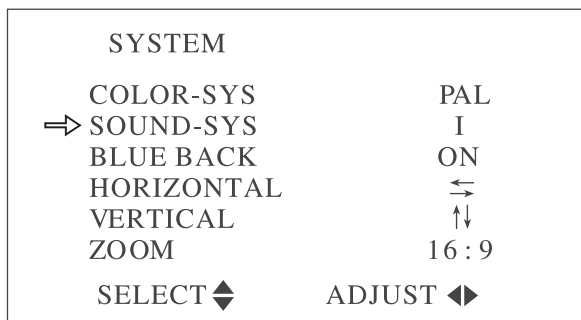 SYSTEM
COLOR-SYS PAL
⇨ SOUND-SYS I
BLUE BACK ON
HORIZONTAL ⇆
VERTICAL ↑↓
ZOOM 16:9
SELECT ♦ ADJUST ◀▶